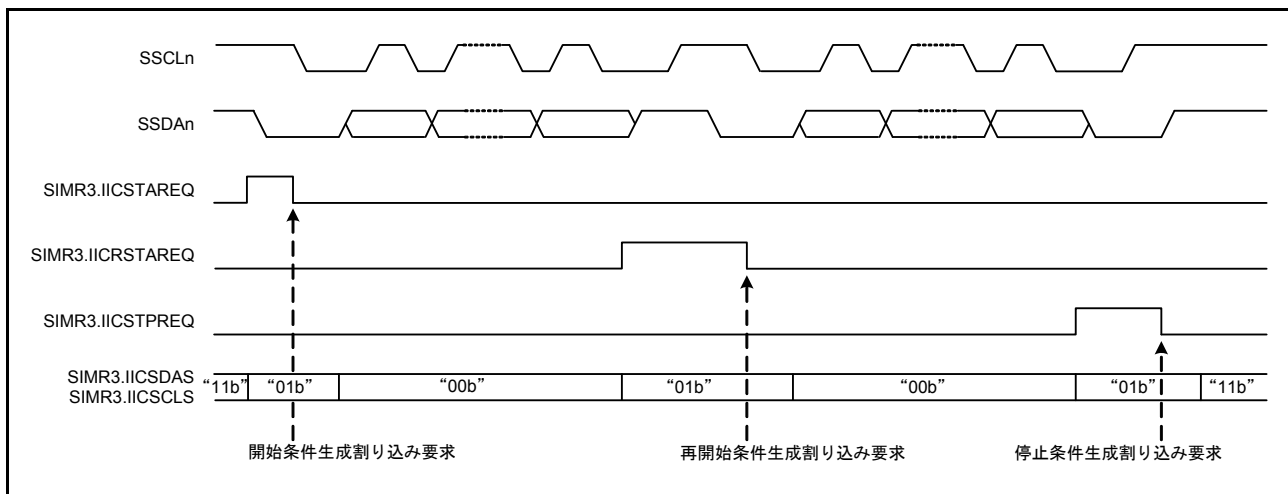 SSCLn
SSDAn
SIMR3.IICSTAREQ
SIMR3.IICRSTAREQ
SIMR3.IICSTPREQ
SIMR3.IICSDAS
SIMR3.IICSCLS
“11b” “01b” “00b” “01b” “00b” “01b” “11b”
開始条件生成割り込み要求 再開始条件生成割り込み要求 停止条件生成割り込み要求